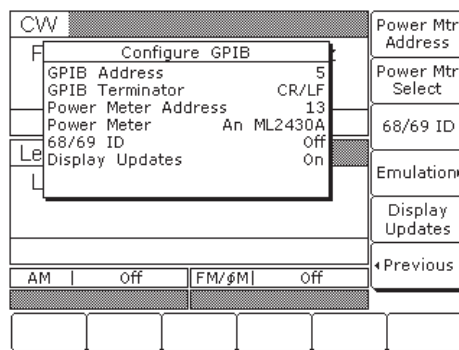 CW
F
Configure GPIB
GPIB Address 5
GPIB Terminator CR/LF
Power Meter Address 13
Power Meter An ML2430A
68/69 ID Off
Display Updates On
Le
L
AM Off FM/ϕM Off
Power Mtr
Address
Power Mtr
Select
68/69 ID
Emulation
Display
Updates
Previous